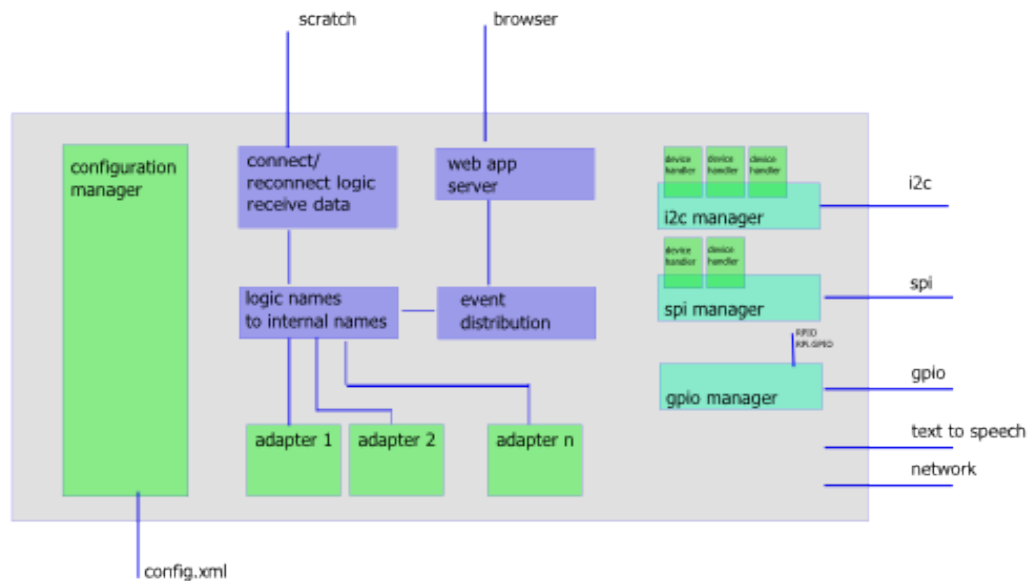 scratch
browser
configuration
manager
connect/
reconnect logic
receive data
web app
server
device
handler
device
handler
device
handler
i2c manager
i2c
device
handler
device
handler
spi manager
spi
logic names
to internal names
event
distribution
RPIO
RPi.GPIO
gpio manager
gpio
adapter 1
adapter 2
adapter n
text to speech
network
config.xml